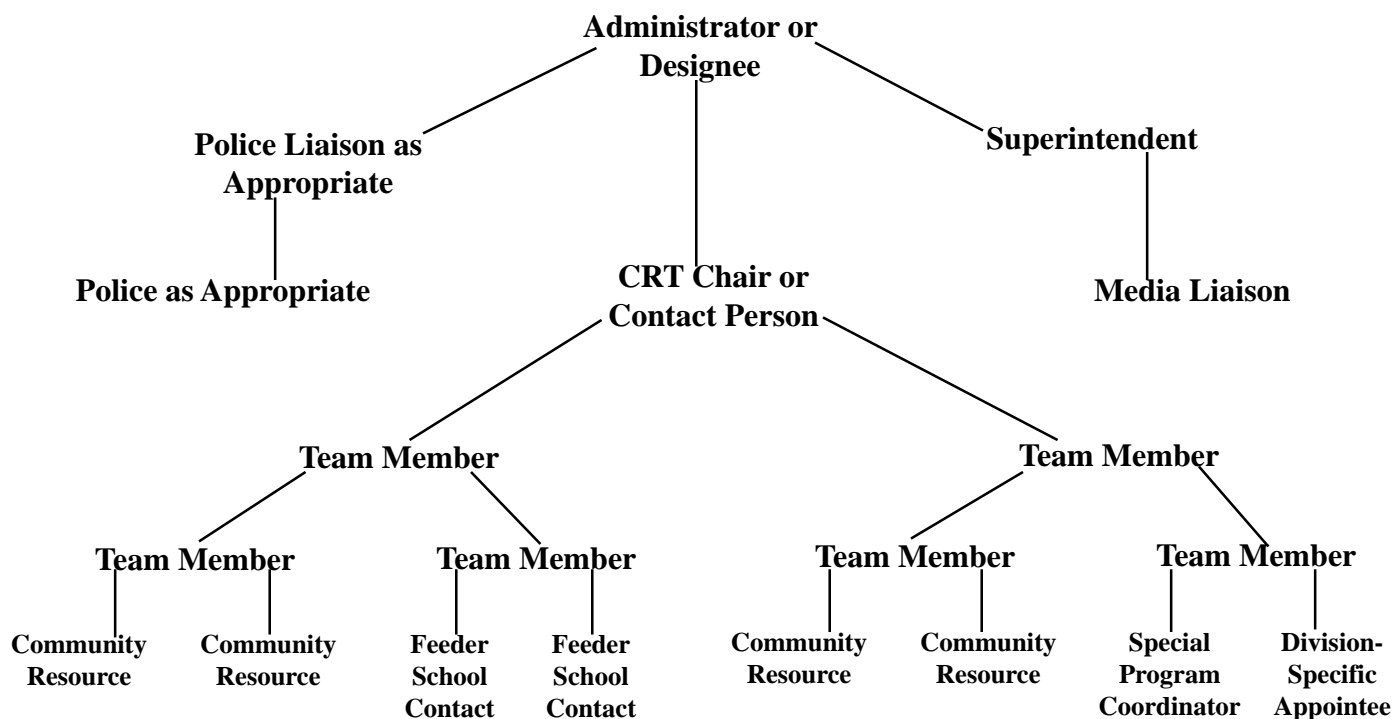 Administrator or
Designee
Police Liaison as
Appropriate
Superintendent
Police as Appropriate
CRT Chair or
Contact Person
Media Liaison
Team Member
Team Member
Team Member
Team Member
Team Member
Team Member
Community
Resource
Community
Resource
Feeder
School
Contact
Feeder
School
Contact
Community
Resource
Community
Resource
Special
Program
Coordinator
Division-
Specific
Appointee